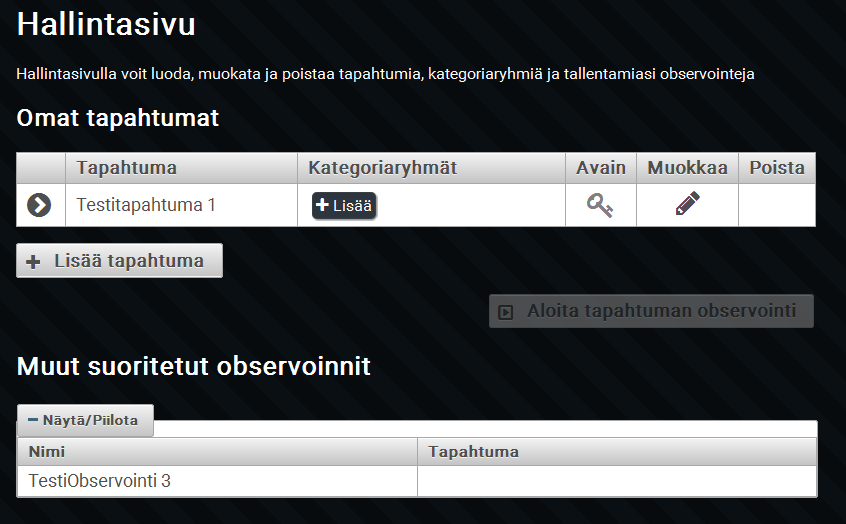 Hallintasivu
Hallintasivulla voit luoda, muokata ja poistaa tapahtumia, kategoriaryhmiä ja tallentamiasi observointeja
Omat tapahtumat
Tapahtuma Kategoriaryhmät Avain Muokkaa Poista
Testitapahtuma 1 Lisää
Lisää tapahtuma
Aloita tapahtuman observointi
Muut suoritetut observoinnit
Näytä/Piilota
Nimi Tapahtuma
TestiObservointi 3